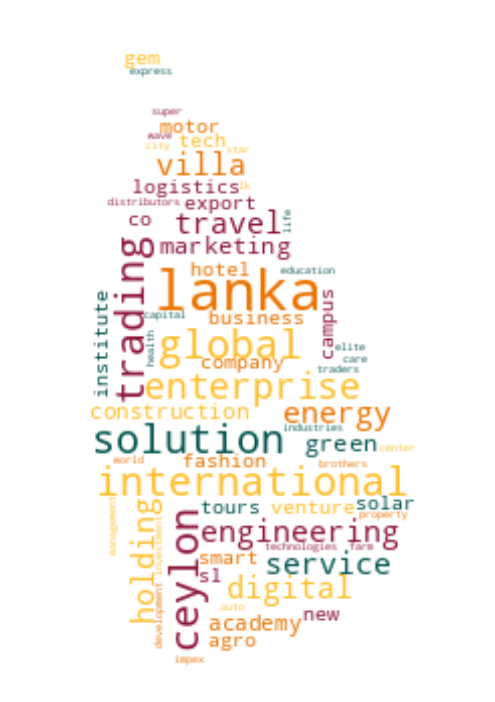 gem
express
super
motor
wave
tech
city
star
villa
logistics
lk
distributors
export
co
travel
life
marketing
trading
hotel
education
lanka
institute
capital
business
campus
global
health
elite
company
care
traders
enterprise
construction
energy
industries
solution
green
center
world
fashion
brothers
international
management
holding
investment
tours
venture
solar
property
ceylon
engineering
technologies
farm
smart
service
sl
digital
development
auto
academy
new
agro
impex